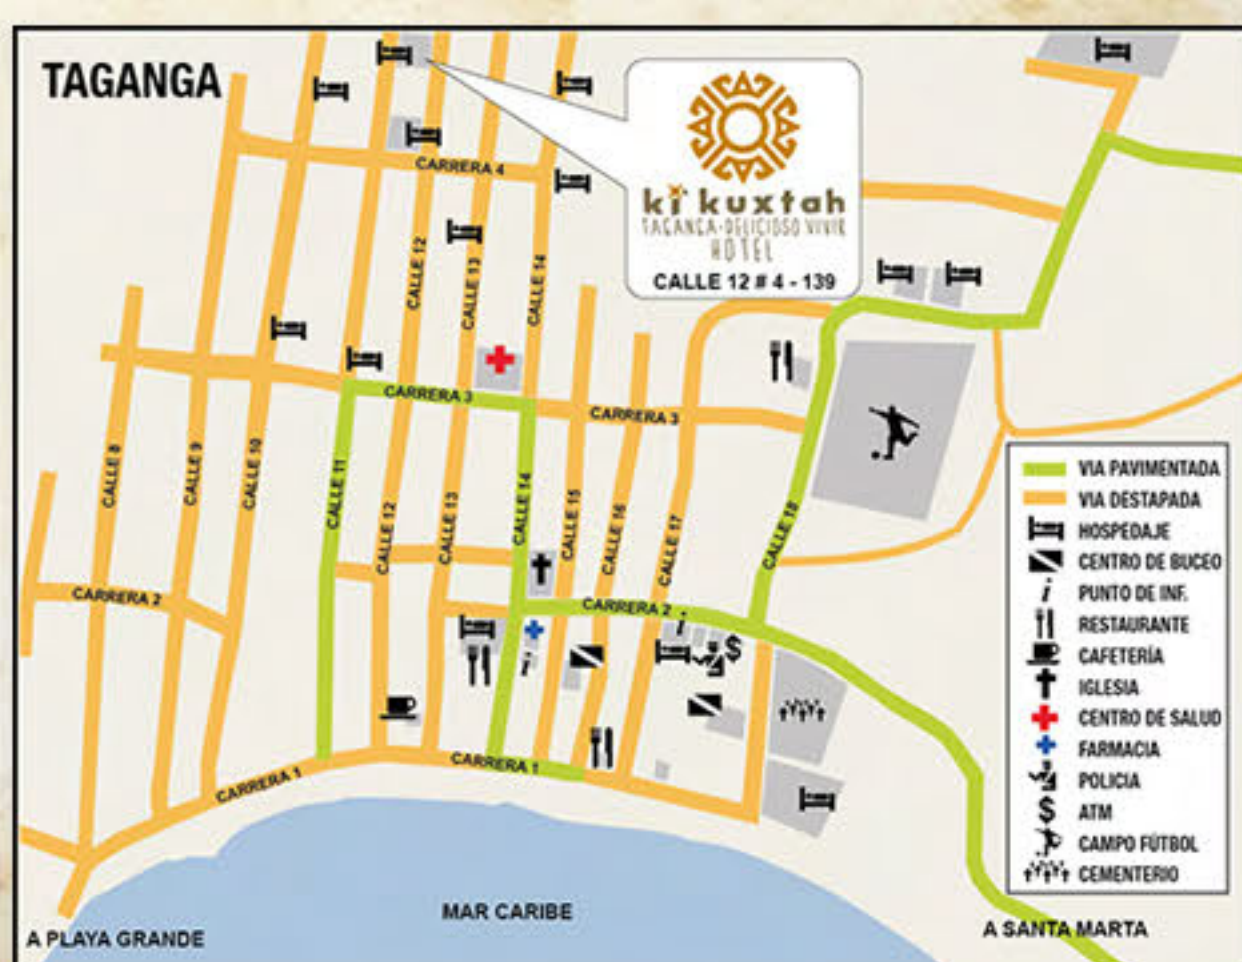 TAGANGA
ki kuxtah
TAGANGA-DELICIOSO VIVIR
HOTEL
CALLE 12 # 4 - 139
CARRERA 4
CALLE 12
CALLE 13
CALLE 14
CARRERA 3
CARRERA 3
CALLE 8
CALLE 9
CALLE 10
CALLE 11
CALLE 12
CALLE 13
CALLE 14
CALLE 15
CALLE 16
CALLE 17
CALLE 18
CARRERA 2
CARRERA 2
i
i
$
CARRERA 1
CARRERA 1
VIA PAVIMENTADA
VIA DESTAPADA
HOSPEDAJE
CENTRO DE BUCEO
i PUNTO DE INF.
RESTAURANTE
CAFETERÍA
IGLESIA
CENTRO DE SALUD
FARMACIA
POLICIA
$ ATM
CAMPO FÚTBOL
CEMENTERIO
MAR CARIBE
A PLAYA GRANDE
A SANTA MARTA